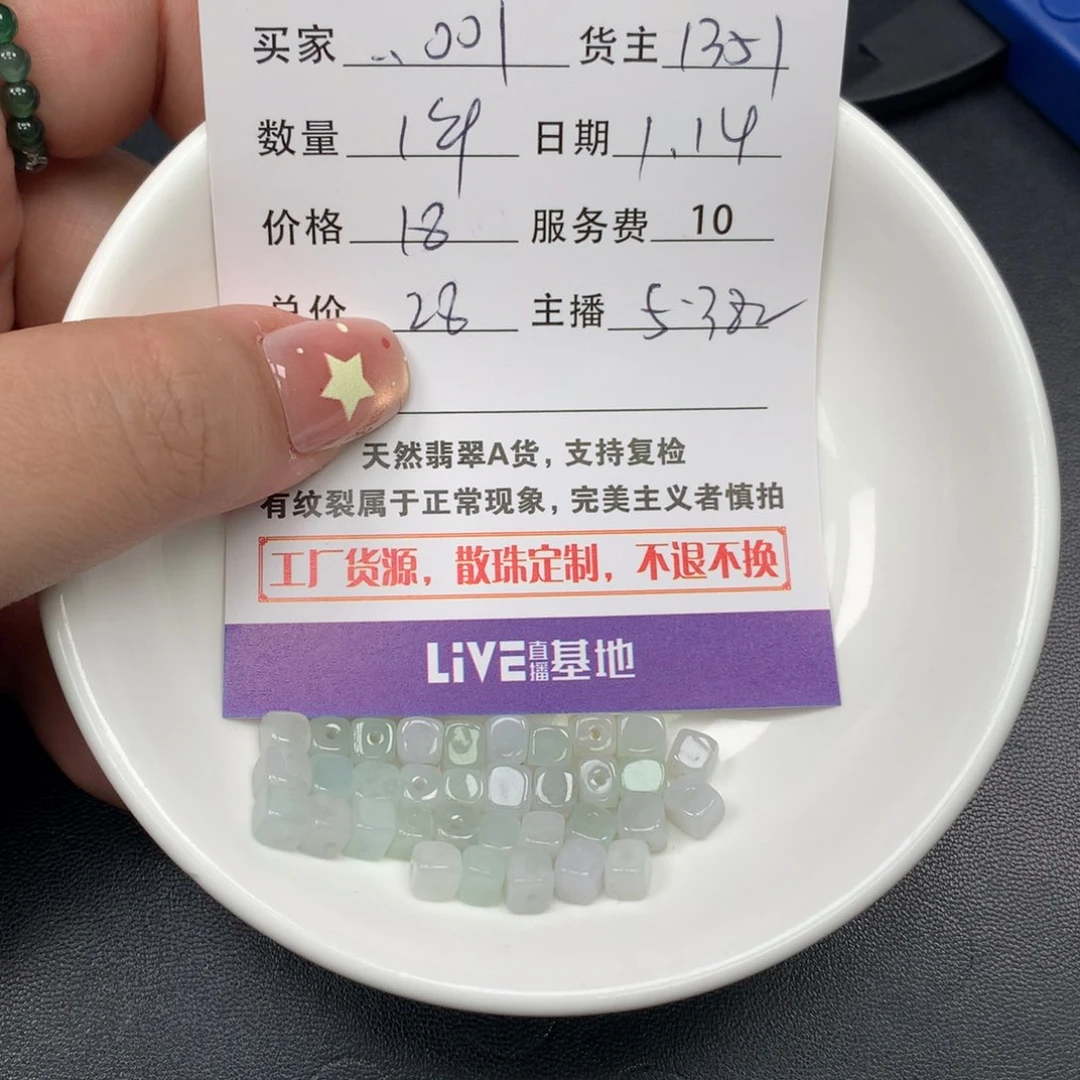 买家 ...001 货主 1351
数量 1 日期 1.14
价格 18 服务费 10
总价 28 主播 5-382
天然翡翠A货，支持复检
有纹裂属于正常现象，完美主义者慎拍
工厂货源，散珠定制，不退不换
LiVE直播基地